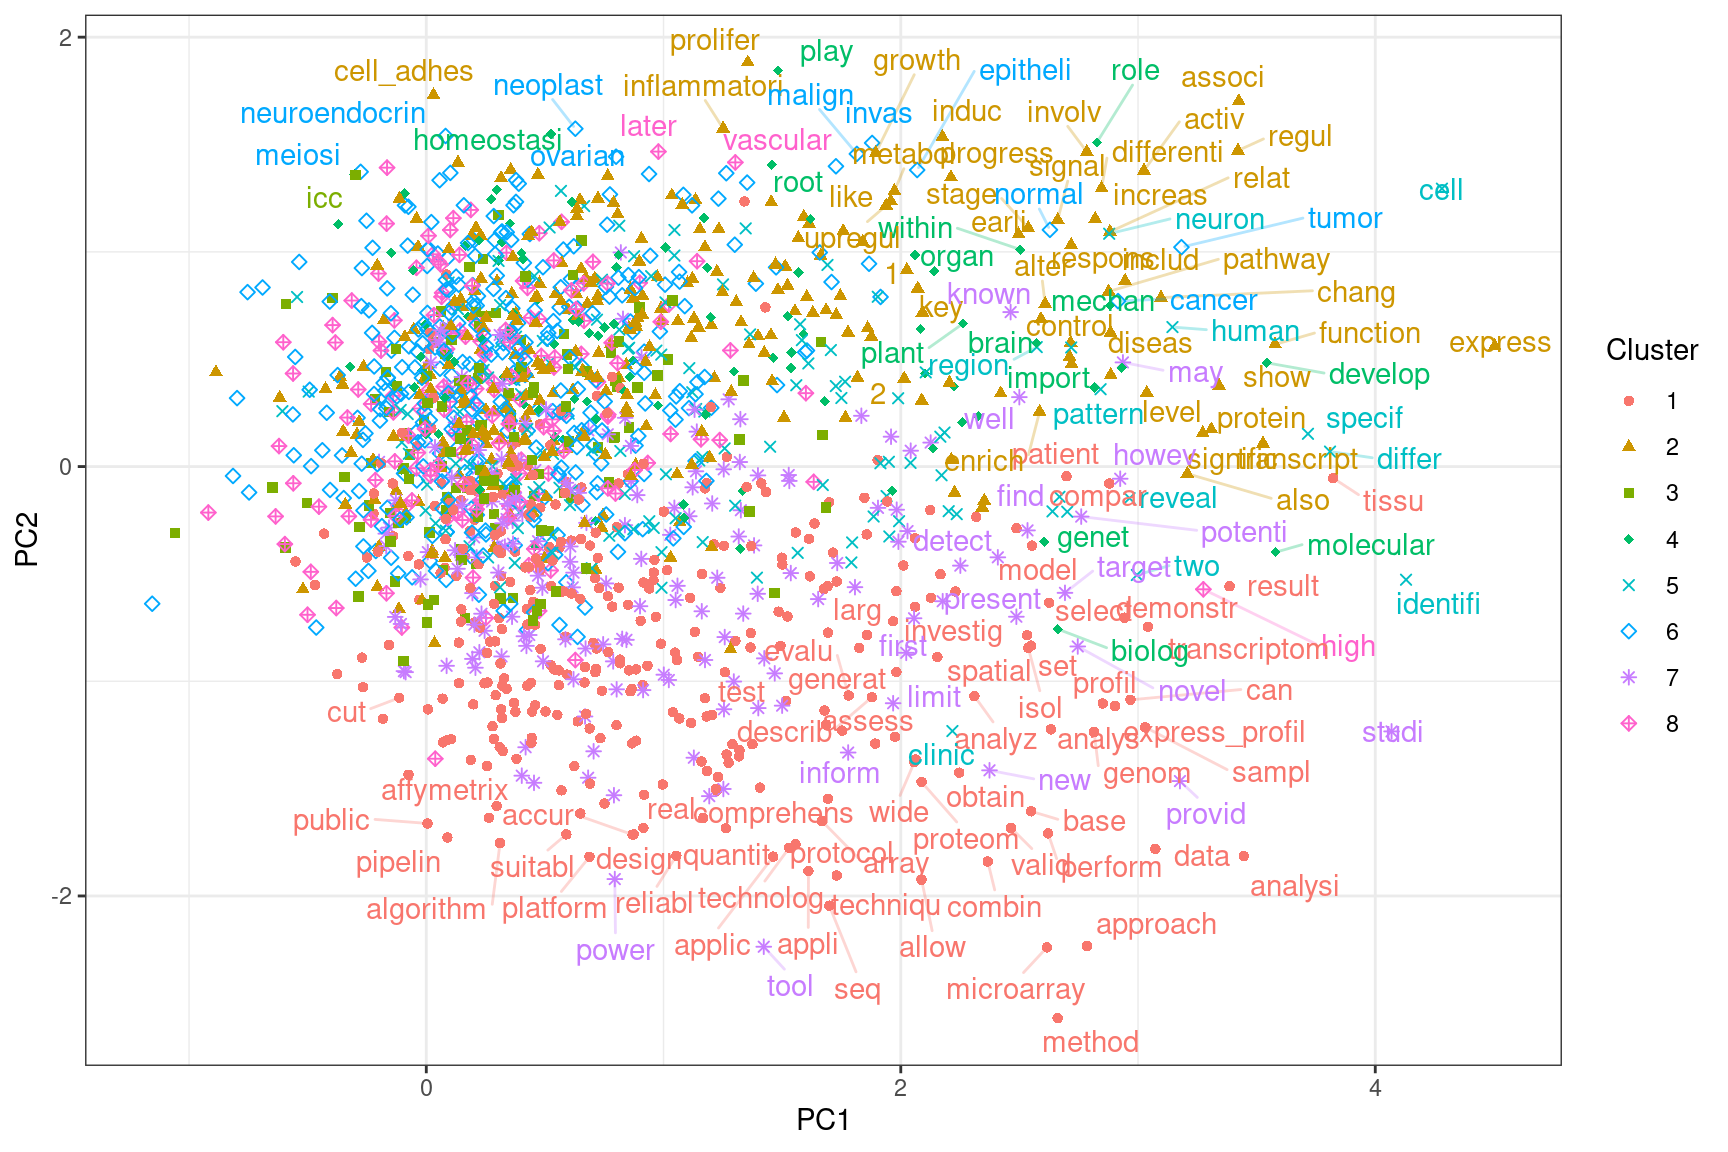 2
prolifer
play
growth
cell_adhes
neoplast
inflammatori
epitheli
role
associ
malign
neuroendocrin
invas
induc
involv
activ
homeostasi
later
vascular
regul
meiosi
ovarian
metabol
progress
signal
differenti
icc
root
like
stage
normal
increas
relat
cell
upregul
within
earli
neuron
tumor
organ
1
alter
respons
includ
pathway
known
key
mechan
cancer
chang
control
human
function
plant
brain
diseas
express
region
import
may
show
develop
2
well
pattern
level
protein
specif
0
enrich
patient
howev
signific
transcript
differ
find
compar
reveal
also
tissu
detect
genet
potenti
molecular
model
target
two
result
larg
present
select
demonstr
identifi
evalu
first
investig
biolog
transcriptom
high
generat
spatial
set
test
limit
isol
profil
novel
can
cut
describ
assess
analyz
analys
express_profil
studi
inform
clinic
new
genom
sampl
affymetrix
obtain
public
accur
real
comprehens
wide
base
provid
pipelin
suitabl
design
quantit
protocol
array
proteom
valid
perform
data
analysi
-2
algorithm
platform
reliabl
technolog
techniqu
combin
power
applic
appli
allow
approach
tool
seq
microarray
method
0
2
4
PC1
PC2
Cluster
1
2
3
4
5
6
7
8